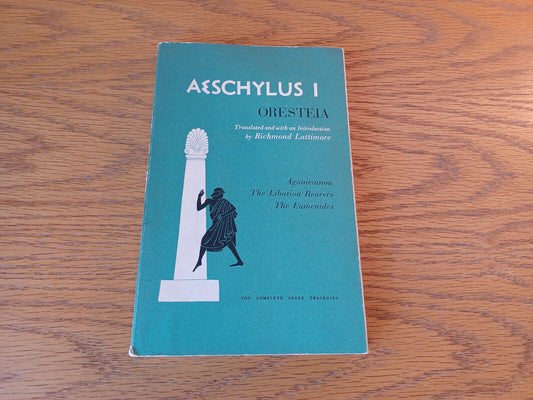 AεSCHYLUS I
ORESTEIA
Translated and with an Introduction
by Richmond Lattimore
Agamemnon
The Libation Bearers
The Eumenides
THE COMPLETE GREEK TRAGEDIES